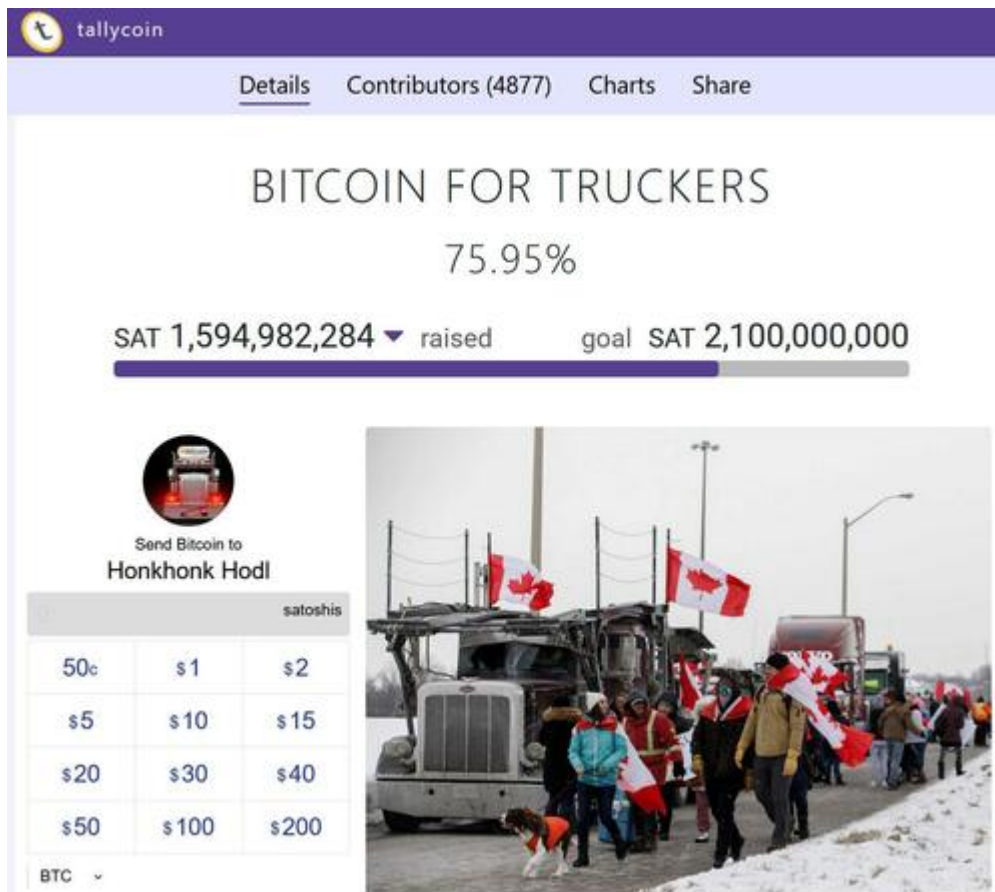 tallycoin
Details Contributors (4877) Charts Share
BITCOIN FOR TRUCKERS
75.95%
SAT 1,594,982,284 raised goal SAT 2,100,000,000
Send Bitcoin to
Honkhonk Hodl
satoshis
50c $1 $2
$5 $10 $15
$20 $30 $40
$50 $100 $200
BTC